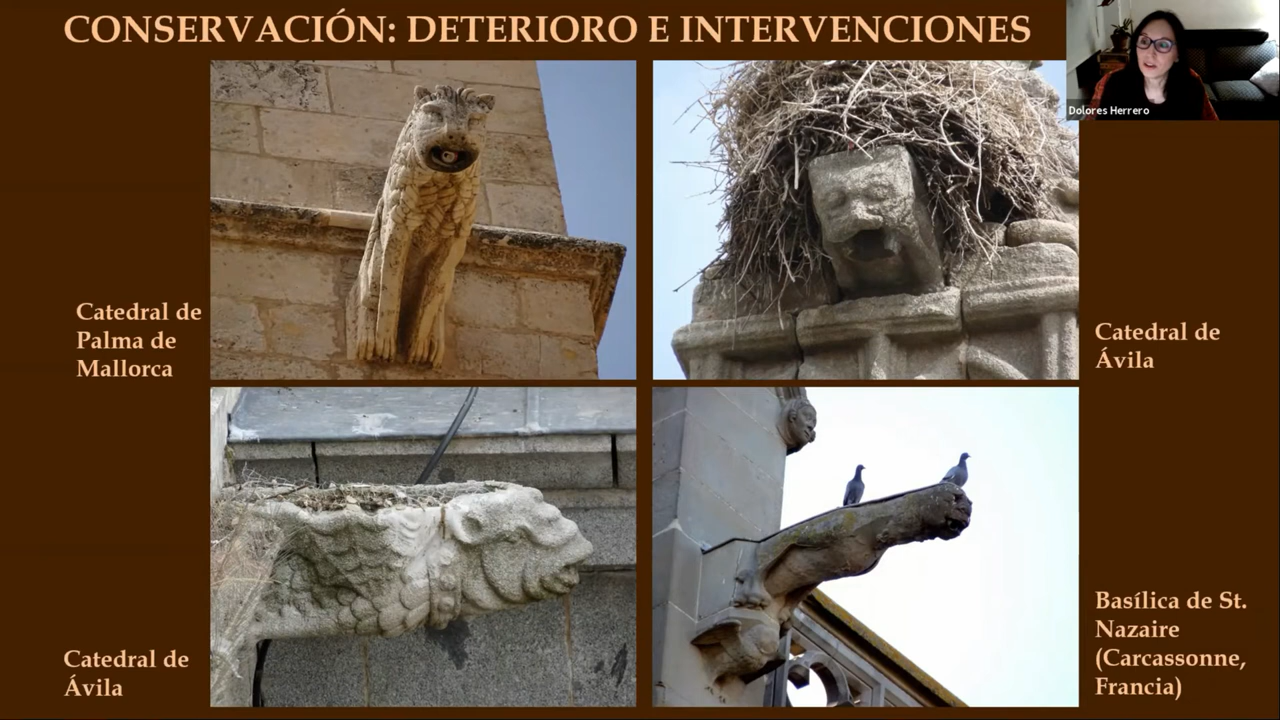 CONSERVACIÓN: DETERIORO E INTERVENCIONES
Dolores Herrero
Catedral de
Palma de
Mallorca
Catedral de
Ávila
Catedral de
Ávila
Basílica de St.
Nazaire
(Carcassonne,
Francia)